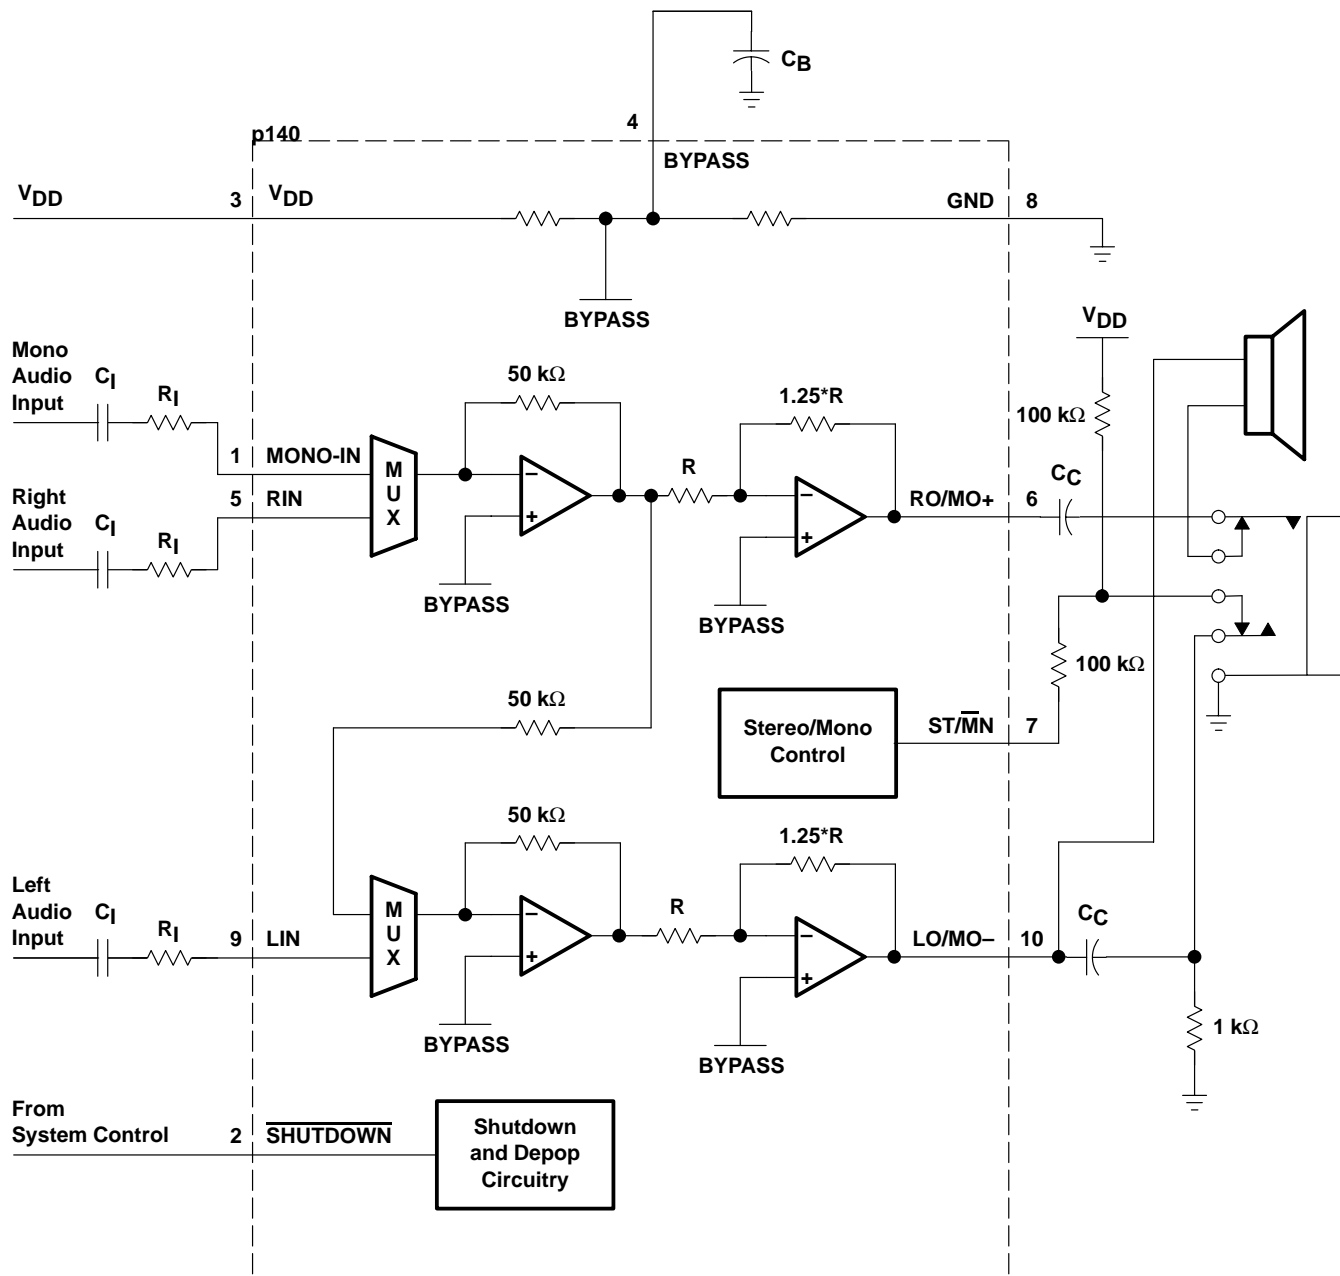 CB
4
p140
BYPASS
VDD
3
VDD
GND
8
BYPASS
VDD
Mono
Audio
Input
CI
RI
50 kΩ
1.25*R
100 kΩ
1
MONO-IN
MUX
−
+
R
−
+
RO/MO+
6
CC
Right
Audio
Input
CI
RI
5
RIN
BYPASS
BYPASS
100 kΩ
50 kΩ
Stereo/Mono
Control
ST/M̅N
7
50 kΩ
1.25*R
Left
Audio
Input
CI
RI
9
LIN
MUX
−
+
R
−
+
LO/MO−
10
CC
1 kΩ
BYPASS
BYPASS
From
System Control
2
S̅H̅U̅T̅D̅O̅W̅N̅
Shutdown
and Depop
Circuitry